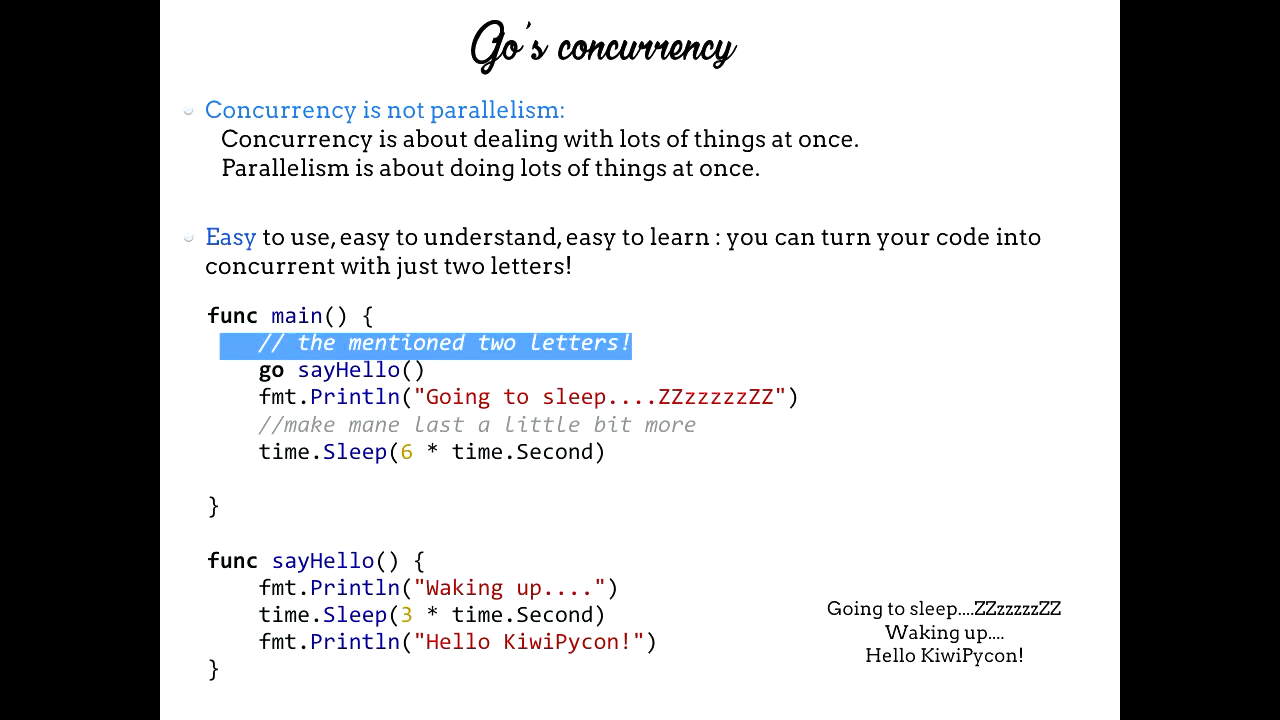 Go's concurrency
Concurrency is not parallelism:
Concurrency is about dealing with lots of things at once.
Parallelism is about doing lots of things at once.
Easy to use, easy to understand, easy to learn : you can turn your code into
concurrent with just two letters!
func main() {
    // the mentioned two letters!
    go sayHello()
    fmt.Println("Going to sleep....ZZzzzzzZZ")
    //make mane last a little bit more
    time.Sleep(6 * time.Second)
}
func sayHello() {
    fmt.Println("Waking up....")
    time.Sleep(3 * time.Second)
    fmt.Println("Hello KiwiPycon!")
}
Going to sleep....ZZzzzzzZZ
Waking up....
Hello KiwiPycon!